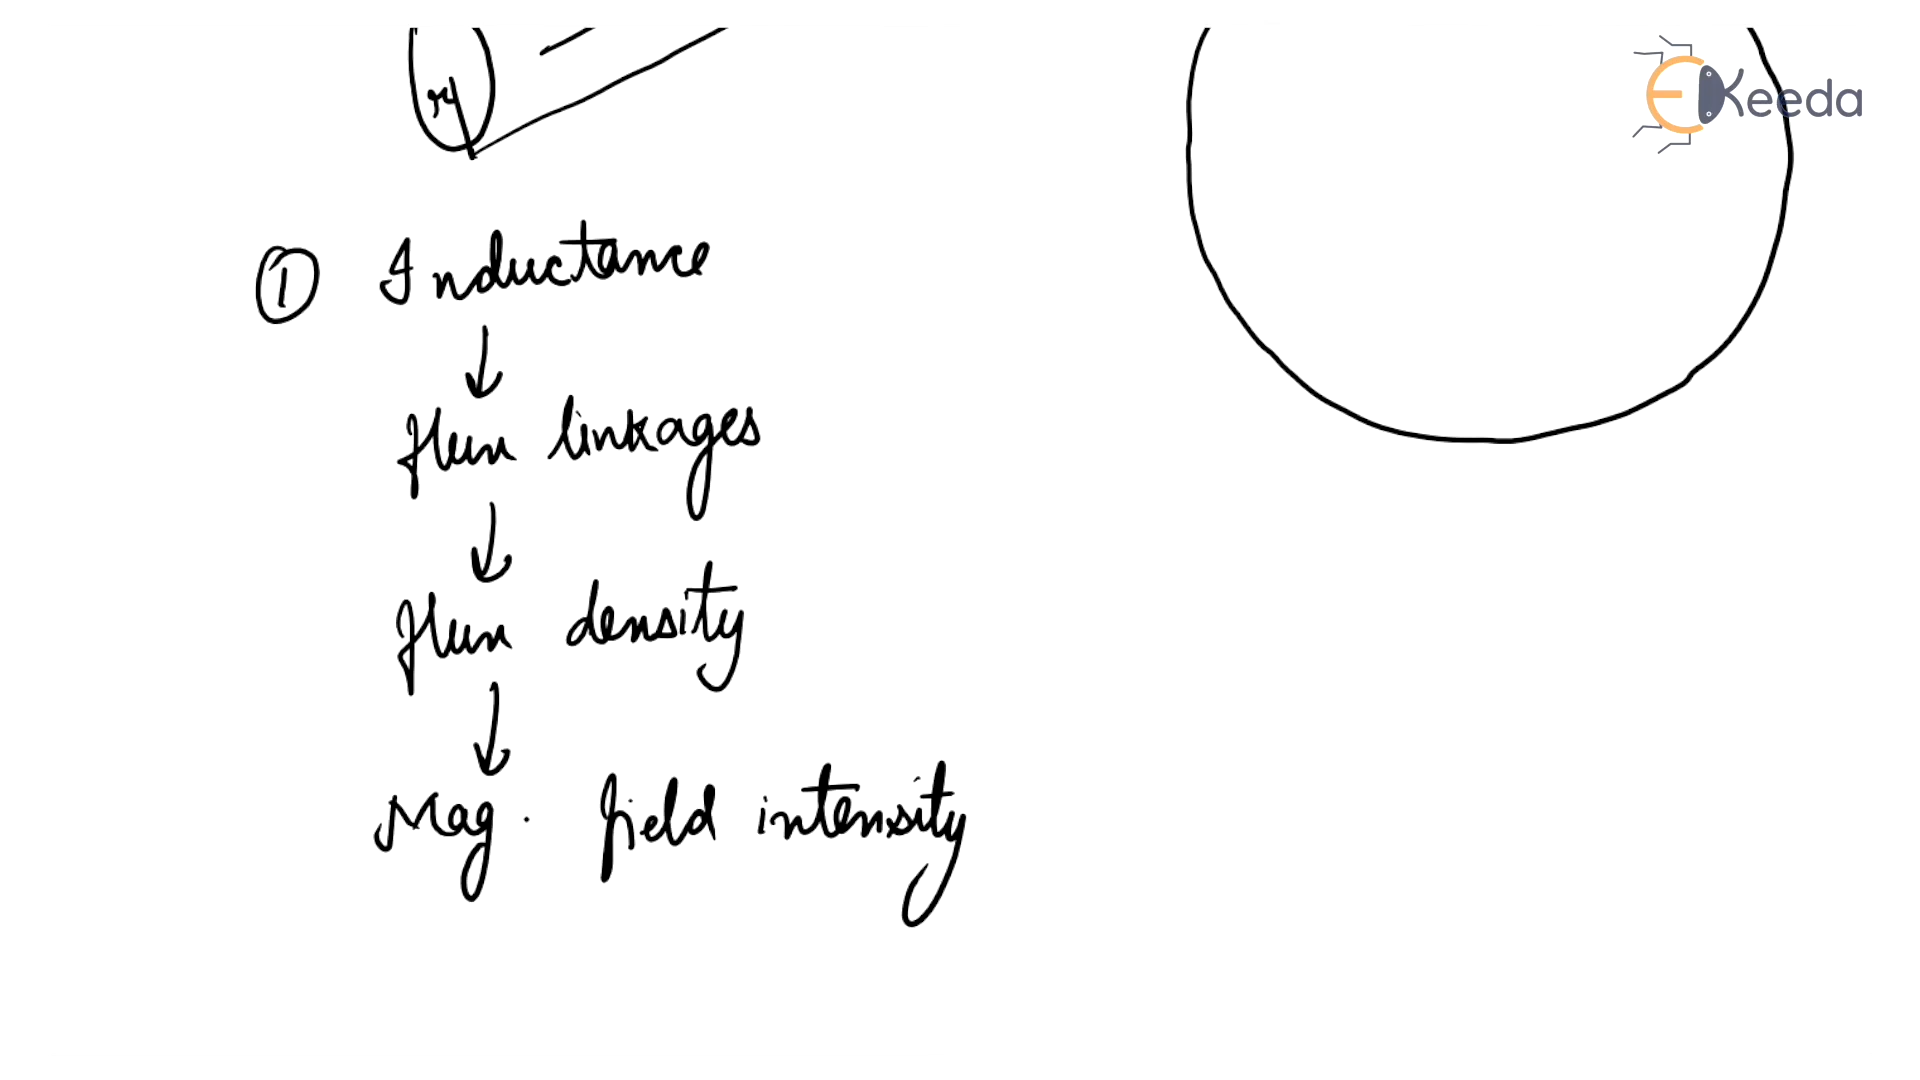 EKeeda
r
① Inductance
↓
flux linkages
↓
flux density
↓
Mag. field intensity